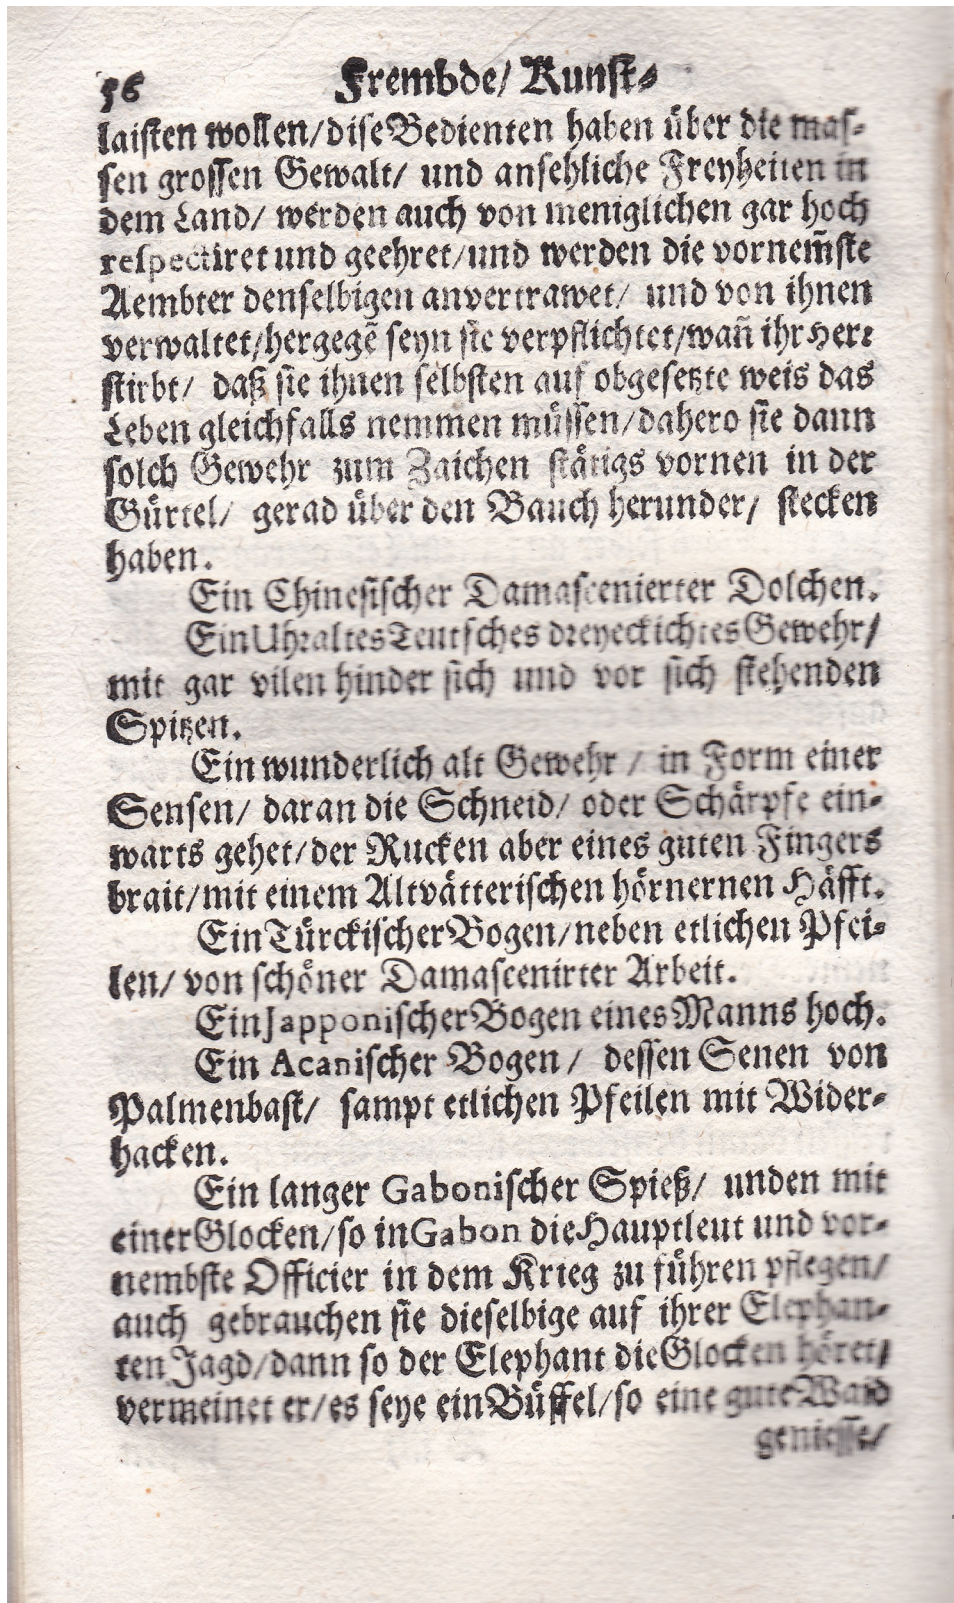 56 Frembde/ Kunst-
laisten wollen/dise Bedienten haben über die mas-
sen grossen Gewalt/ und ansehliche Freyheiten in
dem Land/ werden auch von meniglichen gar hoch
respectiret und geehret/und werden die vornem̃ste
Aembter denselbigen anvertrawet/ und von ihnen
verwaltet/hergegẽ seyn sie verpflichtet/wañ ihr Herꝛ
stirbt/ daß sie ihnen selbsten auf obgesetzte weis das
Leben gleichfalls nemmen müssen/dahero sie dann
solch Gewehr zum Zaichen stätigs vornen in der
Gürtel/ gerad über den Bauch herunder/ stecken
haben.
Ein Chinesischer Damascenierter Dolchen.
Ein Uhraltes Teutsches dreyeckichtes Gewehr/
mit gar vilen hinder sich und vor sich stehenden
Spitzen.
Ein wunderlich alt Gewehr / in Form einer
Sensen/ daran die Schneid/ oder Schärpfe ein-
warts gehet/der Rucken aber eines guten Fingers
brait/mit einem Altvätterischen hörnernen Häfft.
Ein Türckischer Bogen/neben etlichen Pfei-
len/ von schöner Damascenirter Arbeit.
Ein Japponischer Bogen eines Manns hoch.
Ein Acanischer Bogen/ dessen Senen von
Palmenbast/ sampt etlichen Pfeilen mit Wider-
hacken.
Ein langer Gabonischer Spieß/ unden mit
einer Glocken/so in Gabon die Hauptleut und vor-
nembste Officier in dem Krieg zu führen pflegen/
auch gebrauchen sie dieselbige auf ihrer Elephan-
ten Jagd/dann so der Elephant die Glocken höret/
vermeinet er/es seye ein Büffel/so eine gute Waid
geniesse/